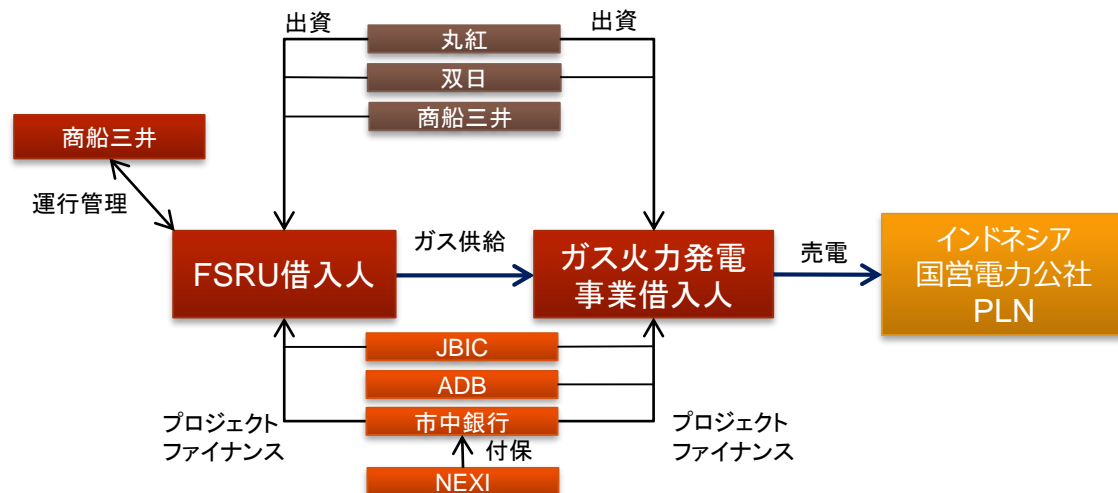 出資
丸紅
出資
双日
商船三井
商船三井
運行管理
FSRU借入人
ガス供給
ガス火力発電
事業借入人
売電
インドネシア
国営電力公社
PLN
JBIC
ADB
市中銀行
プロジェクト
ファイナンス
付保
プロジェクト
ファイナンス
NEXI